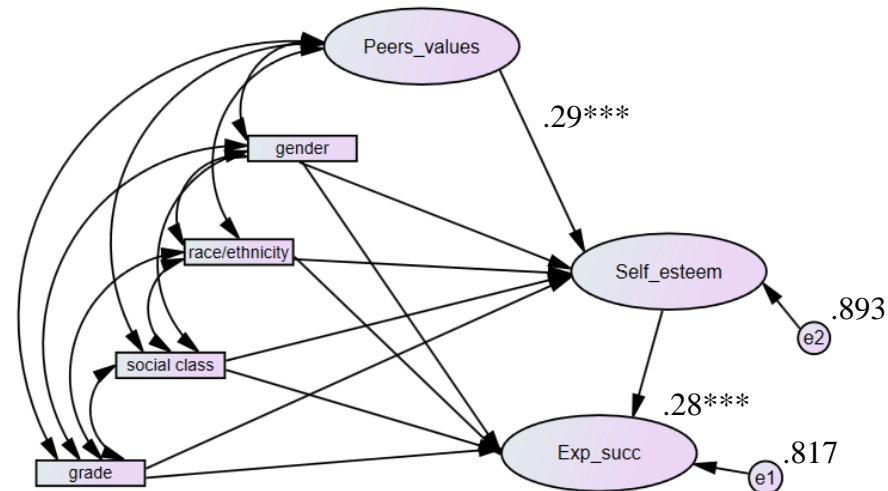 Peers_values
.29***
gender
race/ethnicity
Self_esteem
.893
e2
social class
.28***
Exp_succ
.817
e1
grade